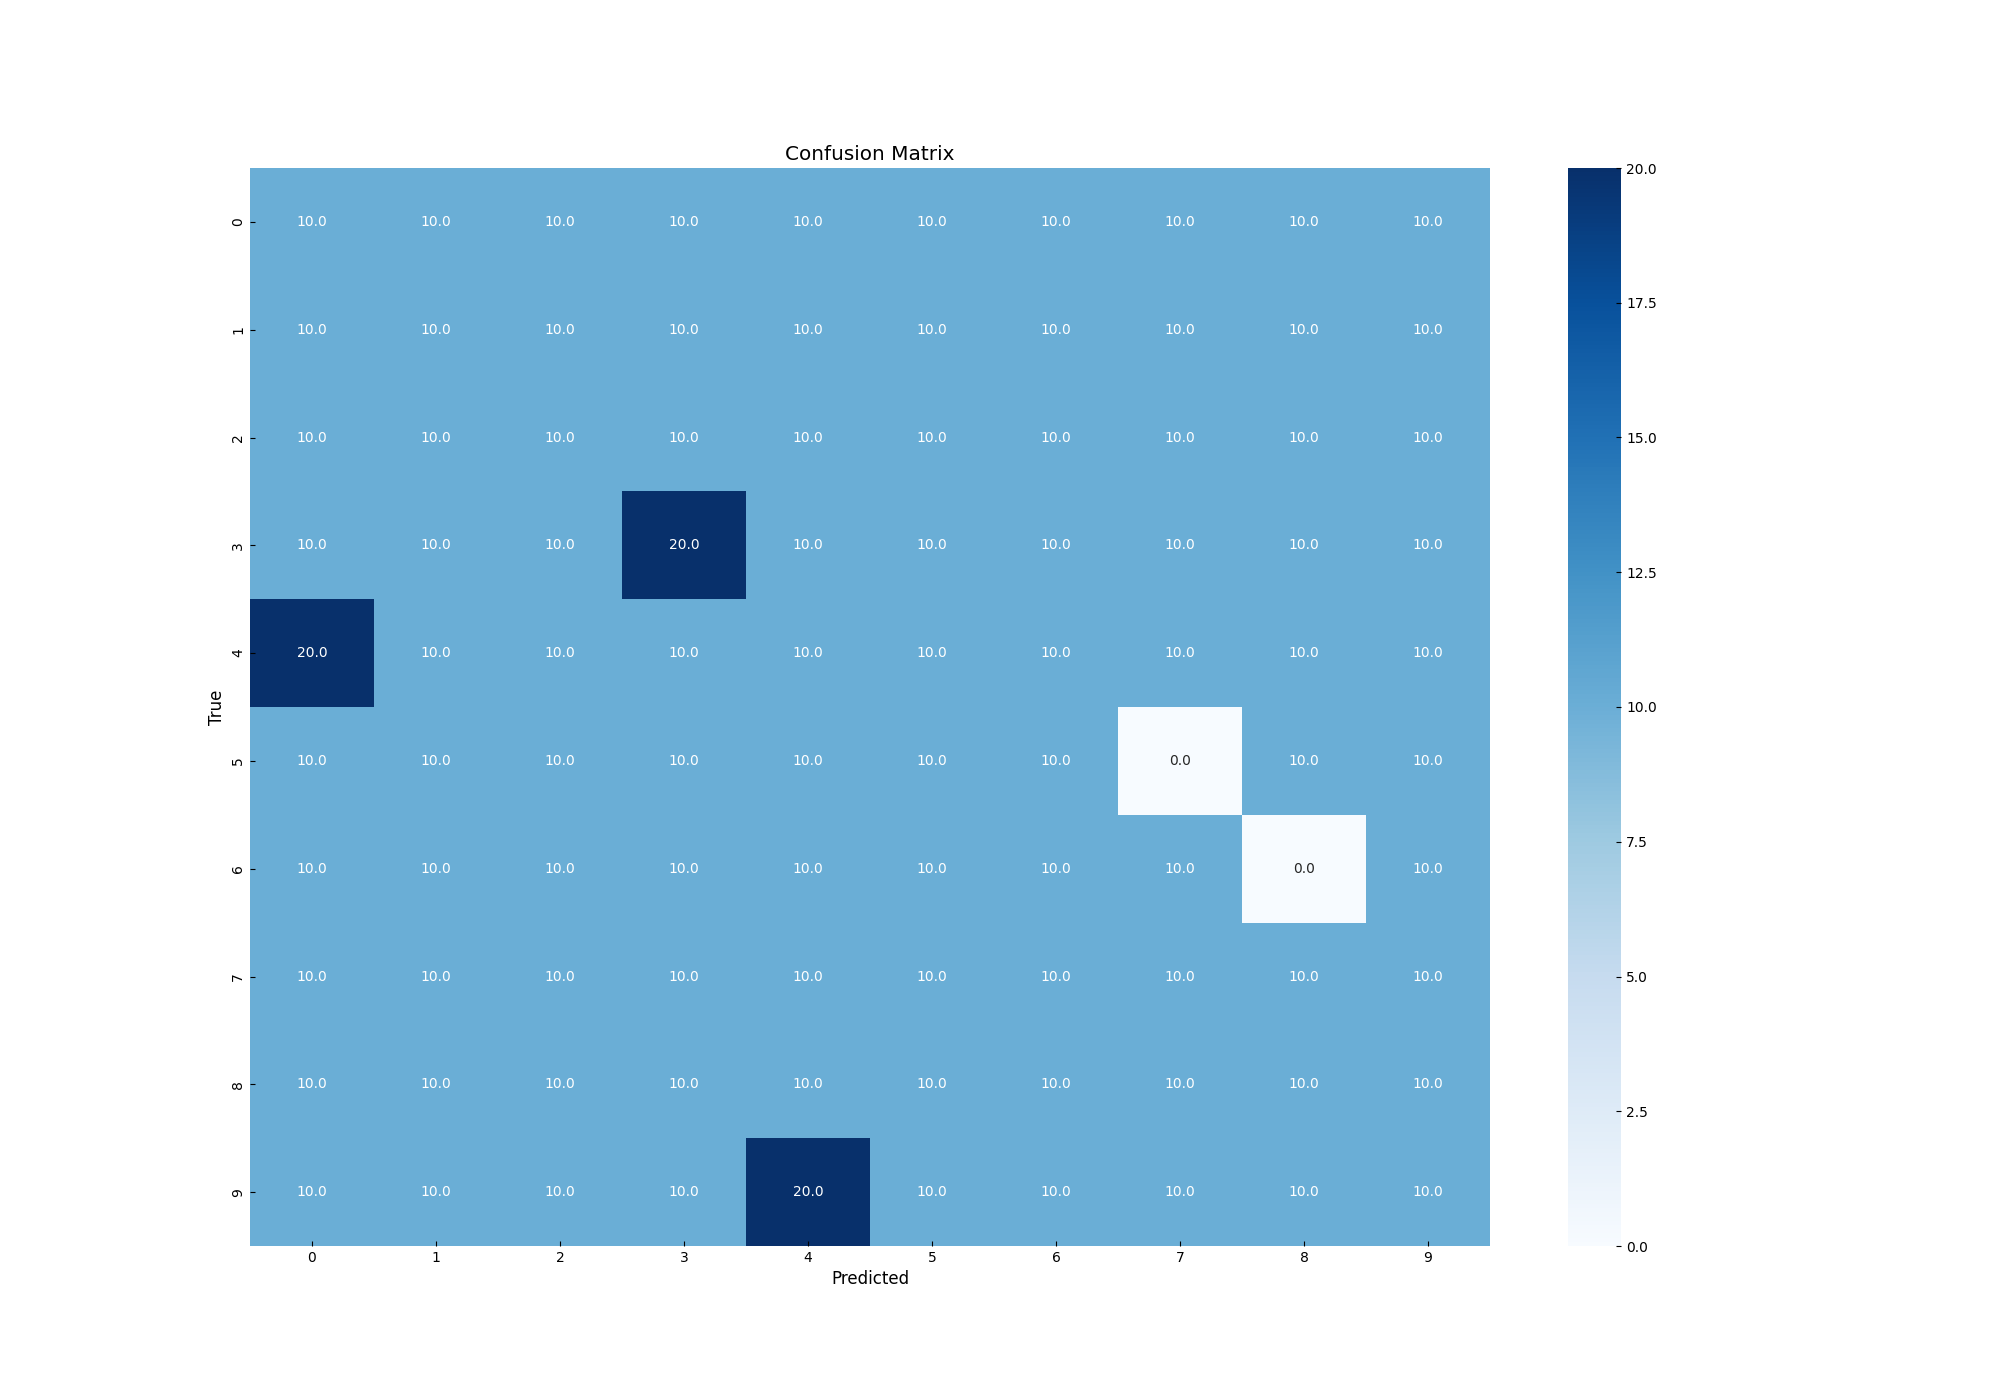 Confusion Matrix
0 10.0 10.0 10.0 10.0 10.0 10.0 10.0 10.0 10.0 10.0
1 10.0 10.0 10.0 10.0 10.0 10.0 10.0 10.0 10.0 10.0
2 10.0 10.0 10.0 10.0 10.0 10.0 10.0 10.0 10.0 10.0
3 10.0 10.0 10.0 20.0 10.0 10.0 10.0 10.0 10.0 10.0
4 20.0 10.0 10.0 10.0 10.0 10.0 10.0 10.0 10.0 10.0
5 10.0 10.0 10.0 10.0 10.0 10.0 10.0 0.0 10.0 10.0
6 10.0 10.0 10.0 10.0 10.0 10.0 10.0 10.0 0.0 10.0
7 10.0 10.0 10.0 10.0 10.0 10.0 10.0 10.0 10.0 10.0
8 10.0 10.0 10.0 10.0 10.0 10.0 10.0 10.0 10.0 10.0
9 10.0 10.0 10.0 10.0 20.0 10.0 10.0 10.0 10.0 10.0
0 1 2 3 4 5 6 7 8 9
Predicted
True
20.0
17.5
15.0
12.5
10.0
7.5
5.0
2.5
0.0